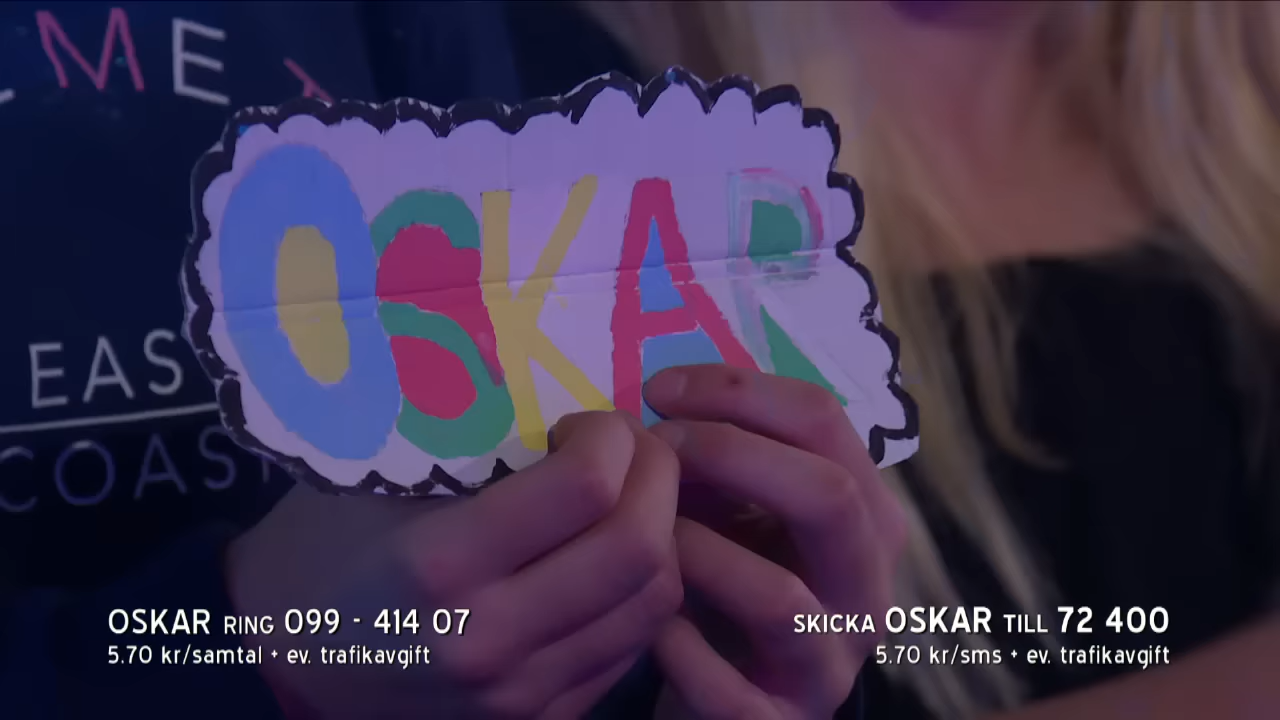 ME
OSKAR
EAS
COAS
OSKAR RING 099 - 414 07
5.70 kr/samtal + ev. trafikavgift
SKICKA OSKAR TILL 72 400
5.70 kr/sms + ev. trafikavgift